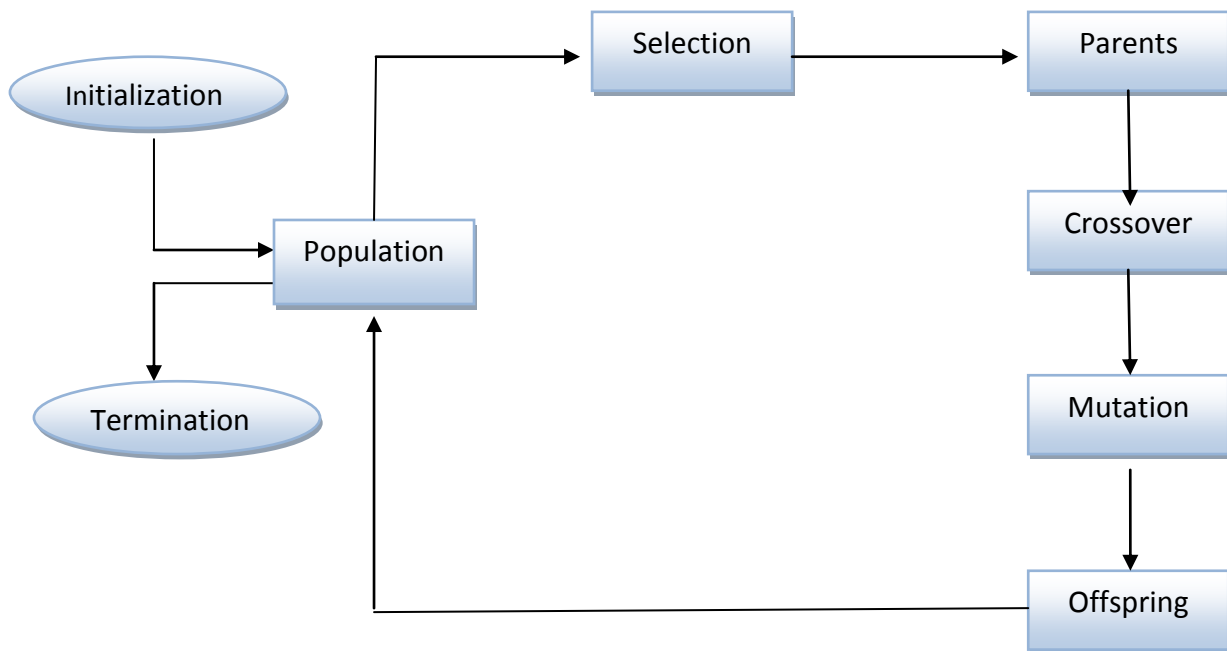 Initialization
Population
Termination
Selection
Parents
Crossover
Mutation
Offspring